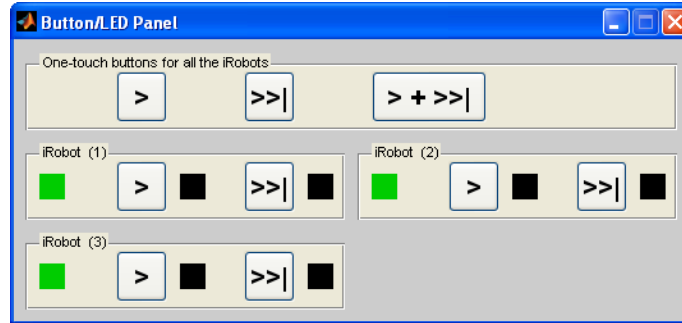 Button/LED Panel
One-touch buttons for all the iRobots
> >>| > + >>|
iRobot (1) iRobot (2)
> >>| > >>|
iRobot (3)
> >>|